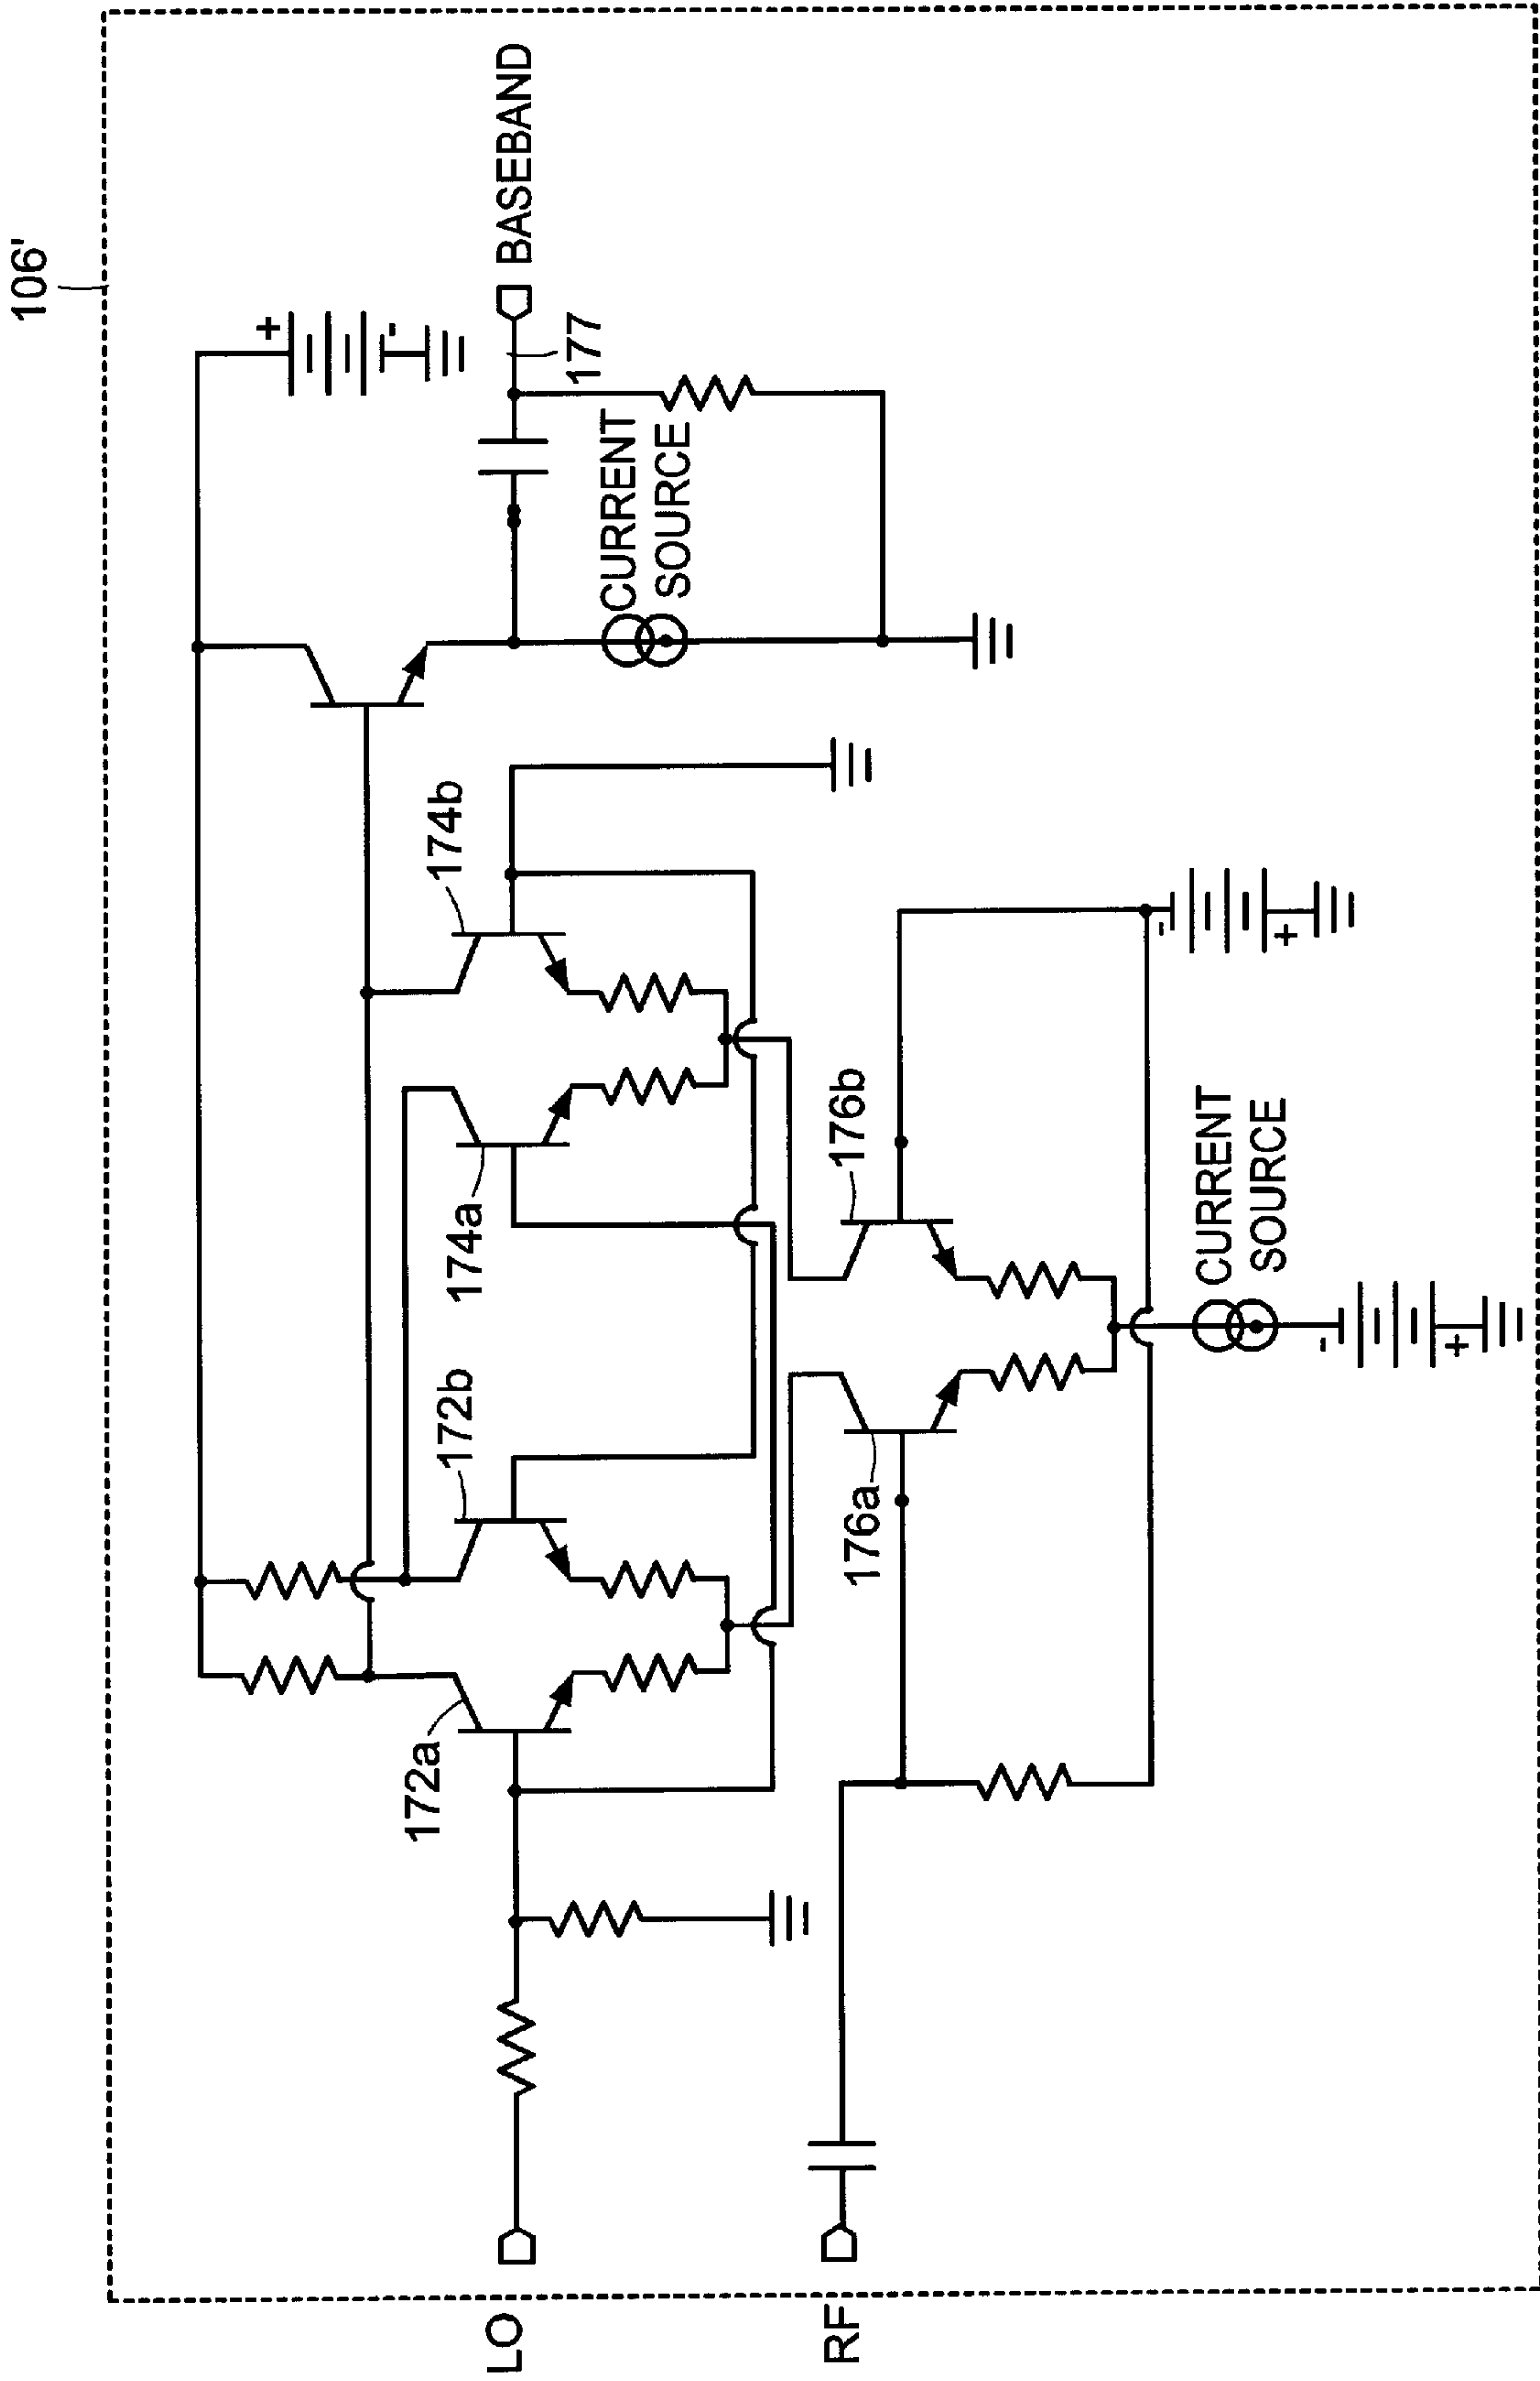 106'
+
-
BASEBAND
177
CURRENT
SOURCE
174b
174a
172b
172a
LO
176b
176a
RF
-
+
CURRENT
SOURCE
-
+